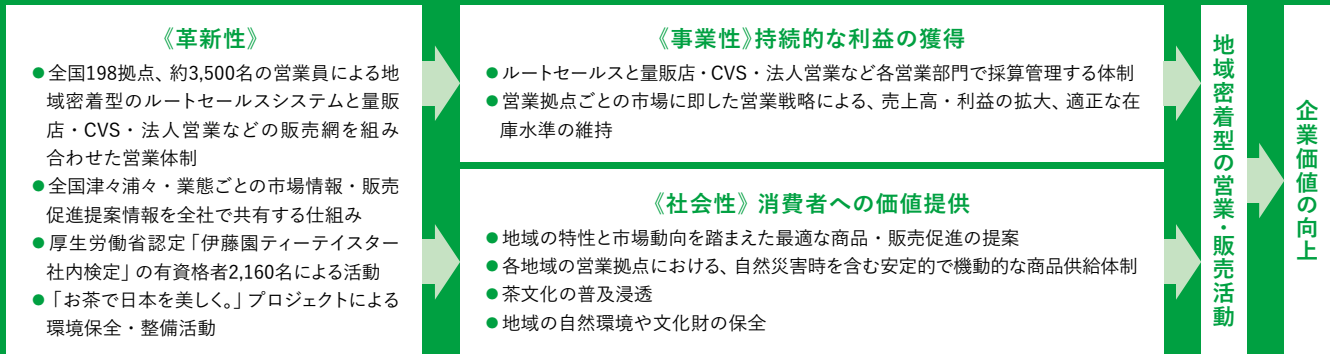 《革新性》
●全国198拠点、約3,500名の営業員による地
域密着型のルートセールスシステムと量販
店・CVS・法人営業などの販売網を組み
合わせた営業体制
●全国津々浦々・業態ごとの市場情報・販売
促進提案情報を全社で共有する仕組み
●厚生労働省認定「伊藤園ティーテイスター
社内検定」の有資格者2,160名による活動
●「お茶で日本を美しく。」プロジェクトによる
環境保全・整備活動
《事業性》持続的な利益の獲得
●ルートセールスと量販店・CVS・法人営業など各営業部門で採算管理する体制
●営業拠点ごとの市場に即した営業戦略による、売上高・利益の拡大、適正な在
庫水準の維持
《社会性》消費者への価値提供
●地域の特性と市場動向を踏まえた最適な商品・販売促進の提案
●各地域の営業拠点における、自然災害時を含む安定的で機動的な商品供給体制
●茶文化の普及浸透
●地域の自然環境や文化財の保全
地域密着型の営業・販売活動
企業価値の向上